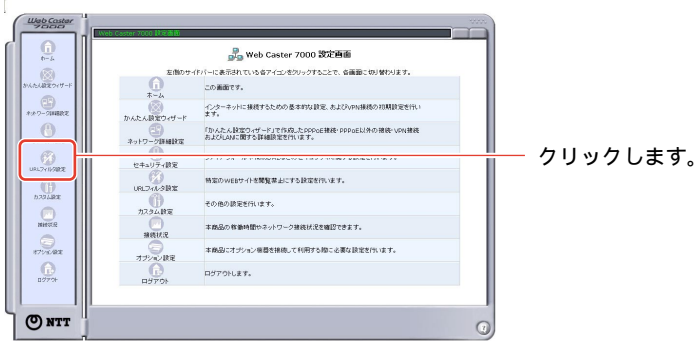 Web Caster
7000
Web Caster 7000 設定画面
ホーム
かんたん設定ウィザード
ネットワーク詳細設定
URLフィルタ設定
カスタム設定
接続状況
オプション設定
ログアウト
NTT
Web Caster 7000 設定画面
左側のサイドバーに表示されている各アイコンをクリックすることで、各画面に切り替わります。
ホーム
この画面です。
かんたん設定ウィザード
インターネットに接続するための基本的な設定、およびVPN接続の初期設定を行い
ます。
ネットワーク詳細設定
「かんたん設定ウィザード」で作成したPPPoE接続・PPPoE以外の接続・VPN接続
およびLANに関する詳細設定を行います。
セキュリティ設定
URLフィルタ設定
特定のWEBサイトを閲覧禁止にする設定を行います。
カスタム設定
その他の設定を行います。
接続状況
本商品の稼働時間やネットワーク接続状況を確認できます。
オプション設定
本商品にオプション機器を接続して利用する際に必要な設定を行います。
ログアウト
ログアウトします。
クリックします。